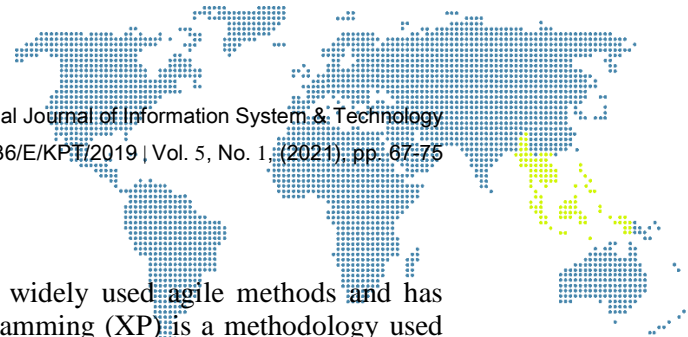 al Journal of Information System & Technology
36/E/KPT/2019 | Vol. 5, No. 1, (2021), pp. 67-75
widely used agile methods and has
amming (XP) is a methodology used